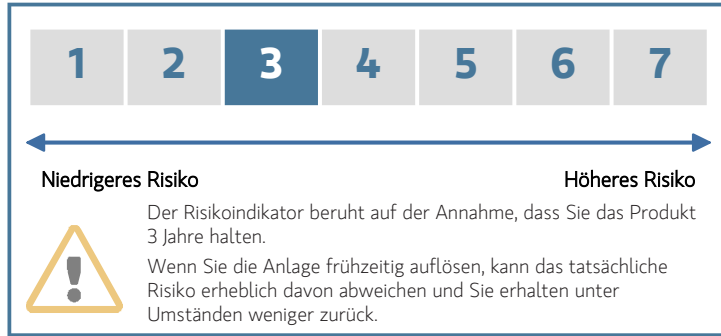 1 2 3 4 5 6 7
Niedrigeres Risiko Höheres Risiko
Der Risikoindikator beruht auf der Annahme, dass Sie das Produkt
3 Jahre halten.
Wenn Sie die Anlage frühzeitig auflösen, kann das tatsächliche
Risiko erheblich davon abweichen und Sie erhalten unter
Umständen weniger zurück.